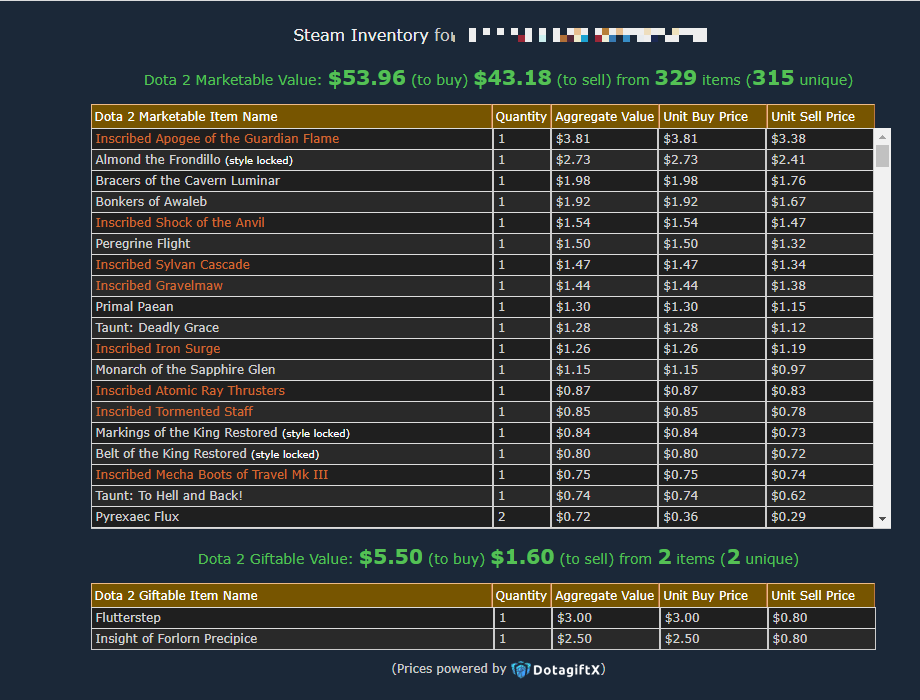 Steam Inventory for
Dota 2 Marketable Value: $53.96 (to buy) $43.18 (to sell) from 329 items (315 unique)
Dota 2 Marketable Item Name Quantity Aggregate Value Unit Buy Price Unit Sell Price
Inscribed Apogee of the Guardian Flame 1 $3.81 $3.81 $3.38
Almond the Frondillo (style locked) 1 $2.73 $2.73 $2.41
Bracers of the Cavern Luminar 1 $1.98 $1.98 $1.76
Bonkers of Awaleb 1 $1.92 $1.92 $1.67
Inscribed Shock of the Anvil 1 $1.54 $1.54 $1.47
Peregrine Flight 1 $1.50 $1.50 $1.32
Inscribed Sylvan Cascade 1 $1.47 $1.47 $1.34
Inscribed Gravelmaw 1 $1.44 $1.44 $1.38
Primal Paean 1 $1.30 $1.30 $1.15
Taunt: Deadly Grace 1 $1.28 $1.28 $1.12
Inscribed Iron Surge 1 $1.26 $1.26 $1.19
Monarch of the Sapphire Glen 1 $1.15 $1.15 $0.97
Inscribed Atomic Ray Thrusters 1 $0.87 $0.87 $0.83
Inscribed Tormented Staff 1 $0.85 $0.85 $0.78
Markings of the King Restored (style locked) 1 $0.84 $0.84 $0.73
Belt of the King Restored (style locked) 1 $0.80 $0.80 $0.72
Inscribed Mecha Boots of Travel Mk III 1 $0.75 $0.75 $0.74
Taunt: To Hell and Back! 1 $0.74 $0.74 $0.62
Pyrexaec Flux 2 $0.72 $0.36 $0.29
Dota 2 Giftable Value: $5.50 (to buy) $1.60 (to sell) from 2 items (2 unique)
Dota 2 Giftable Item Name Quantity Aggregate Value Unit Buy Price Unit Sell Price
Flutterstep 1 $3.00 $3.00 $0.80
Insight of Forlorn Precipice 1 $2.50 $2.50 $0.80
(Prices powered by DotagiftX)